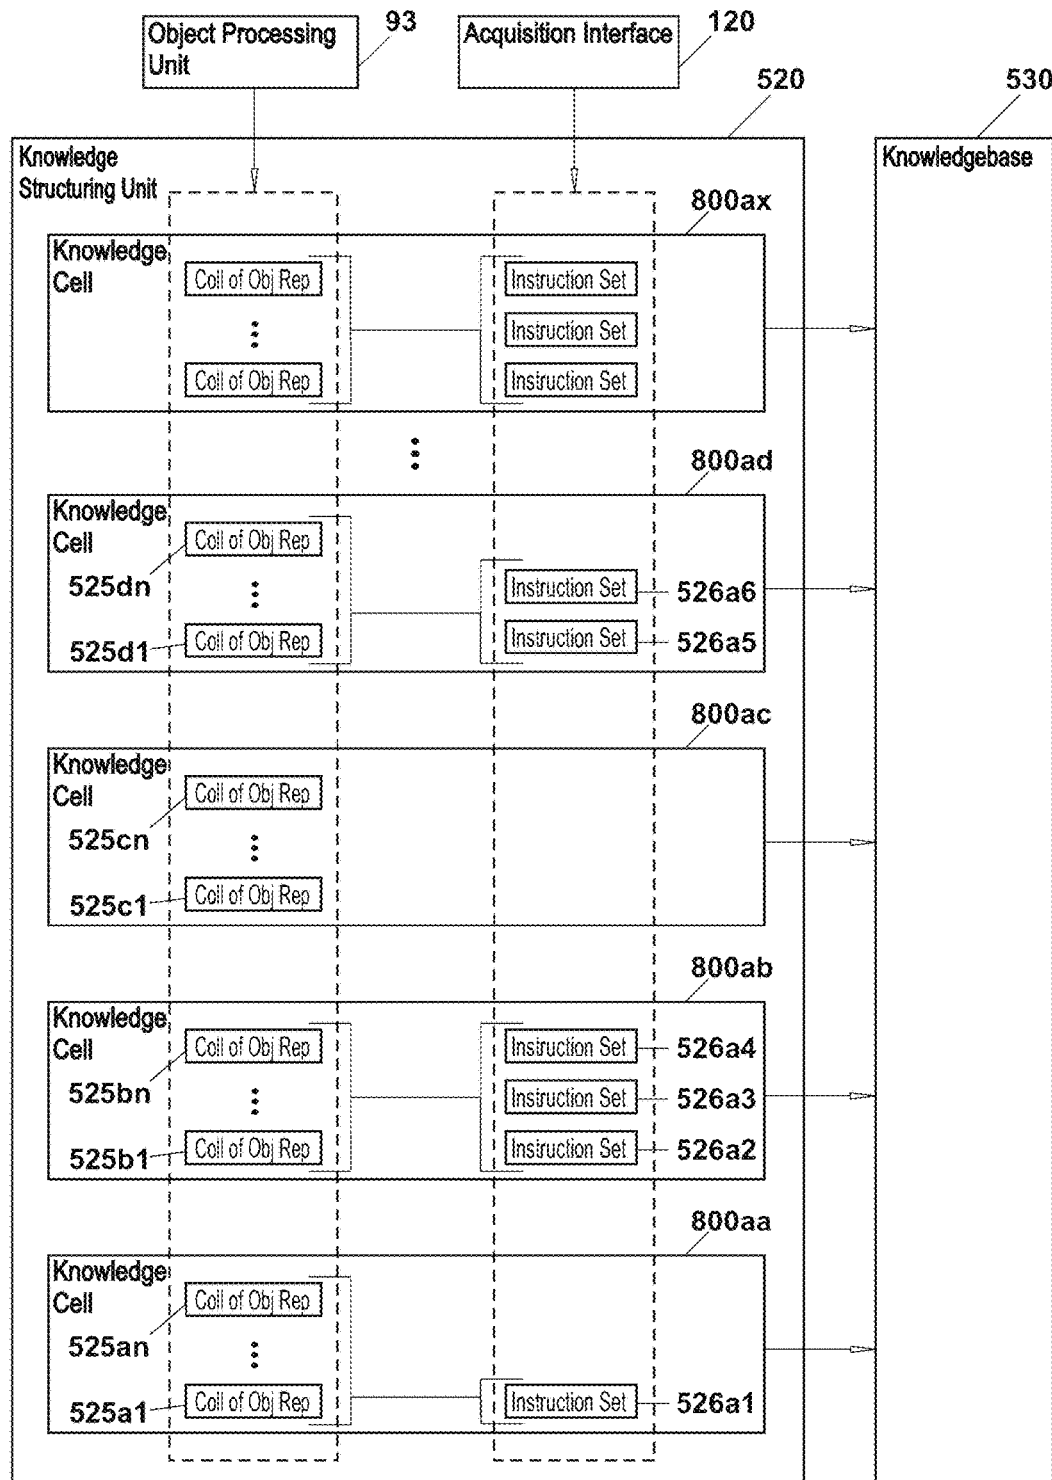 Object Processing
Unit
93
Acquisition Interface
120
520
530
Knowledge
Structuring Unit
Knowledgebase
800ax
Knowledge
Cell
Coll of Obj Rep
Instruction Set
Instruction Set
Coll of Obj Rep
Instruction Set
800ad
Knowledge
Cell
Coll of Obj Rep
525dn
Instruction Set
526a6
525d1
Coll of Obj Rep
Instruction Set
526a5
800ac
Knowledge
Cell
Coll of Obj Rep
525cn
525c1
Coll of Obj Rep
800ab
Knowledge
Cell
Coll of Obj Rep
Instruction Set
526a4
525bn
Instruction Set
526a3
525b1
Coll of Obj Rep
Instruction Set
526a2
800aa
Knowledge
Cell
Coll of Obj Rep
525an
525a1
Coll of Obj Rep
Instruction Set
526a1